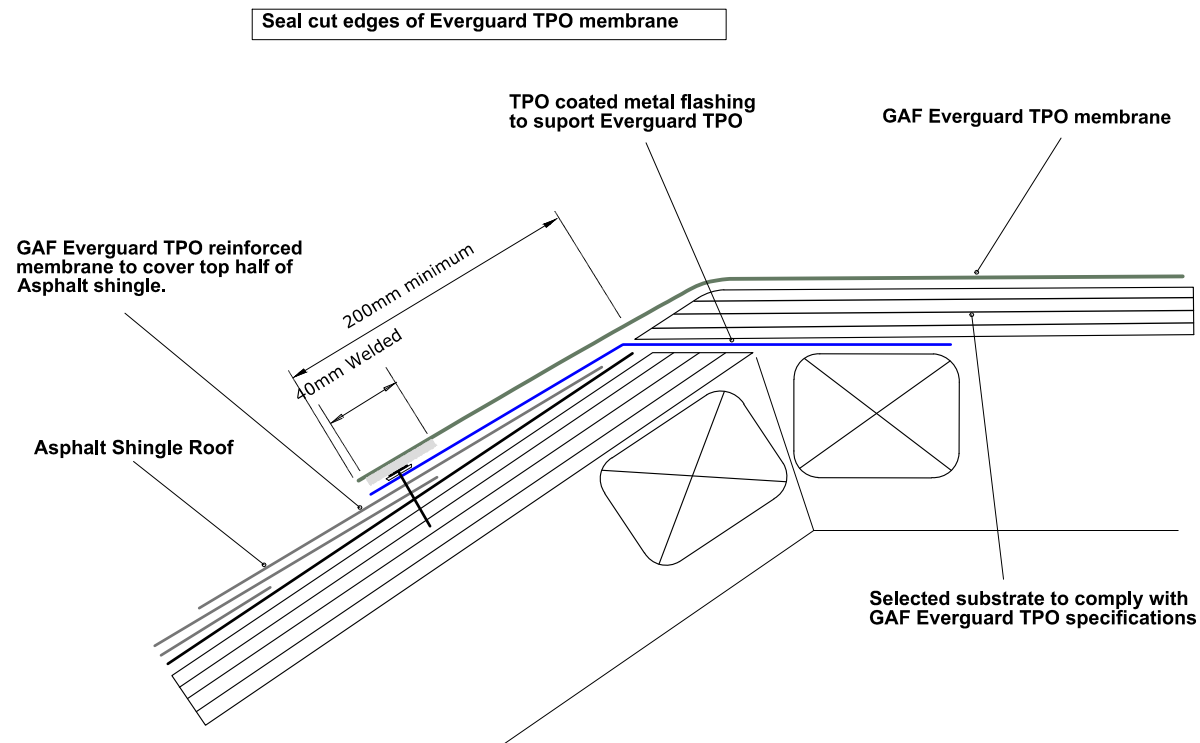 Seal cut edges of Everguard TPO membrane
TPO coated metal flashing
to suport Everguard TPO
GAF Everguard TPO membrane
GAF Everguard TPO reinforced
membrane to cover top half of
Asphalt shingle.
200mm minimum
40mm Welded
Asphalt Shingle Roof
Selected substrate to comply with
GAF Everguard TPO specifications